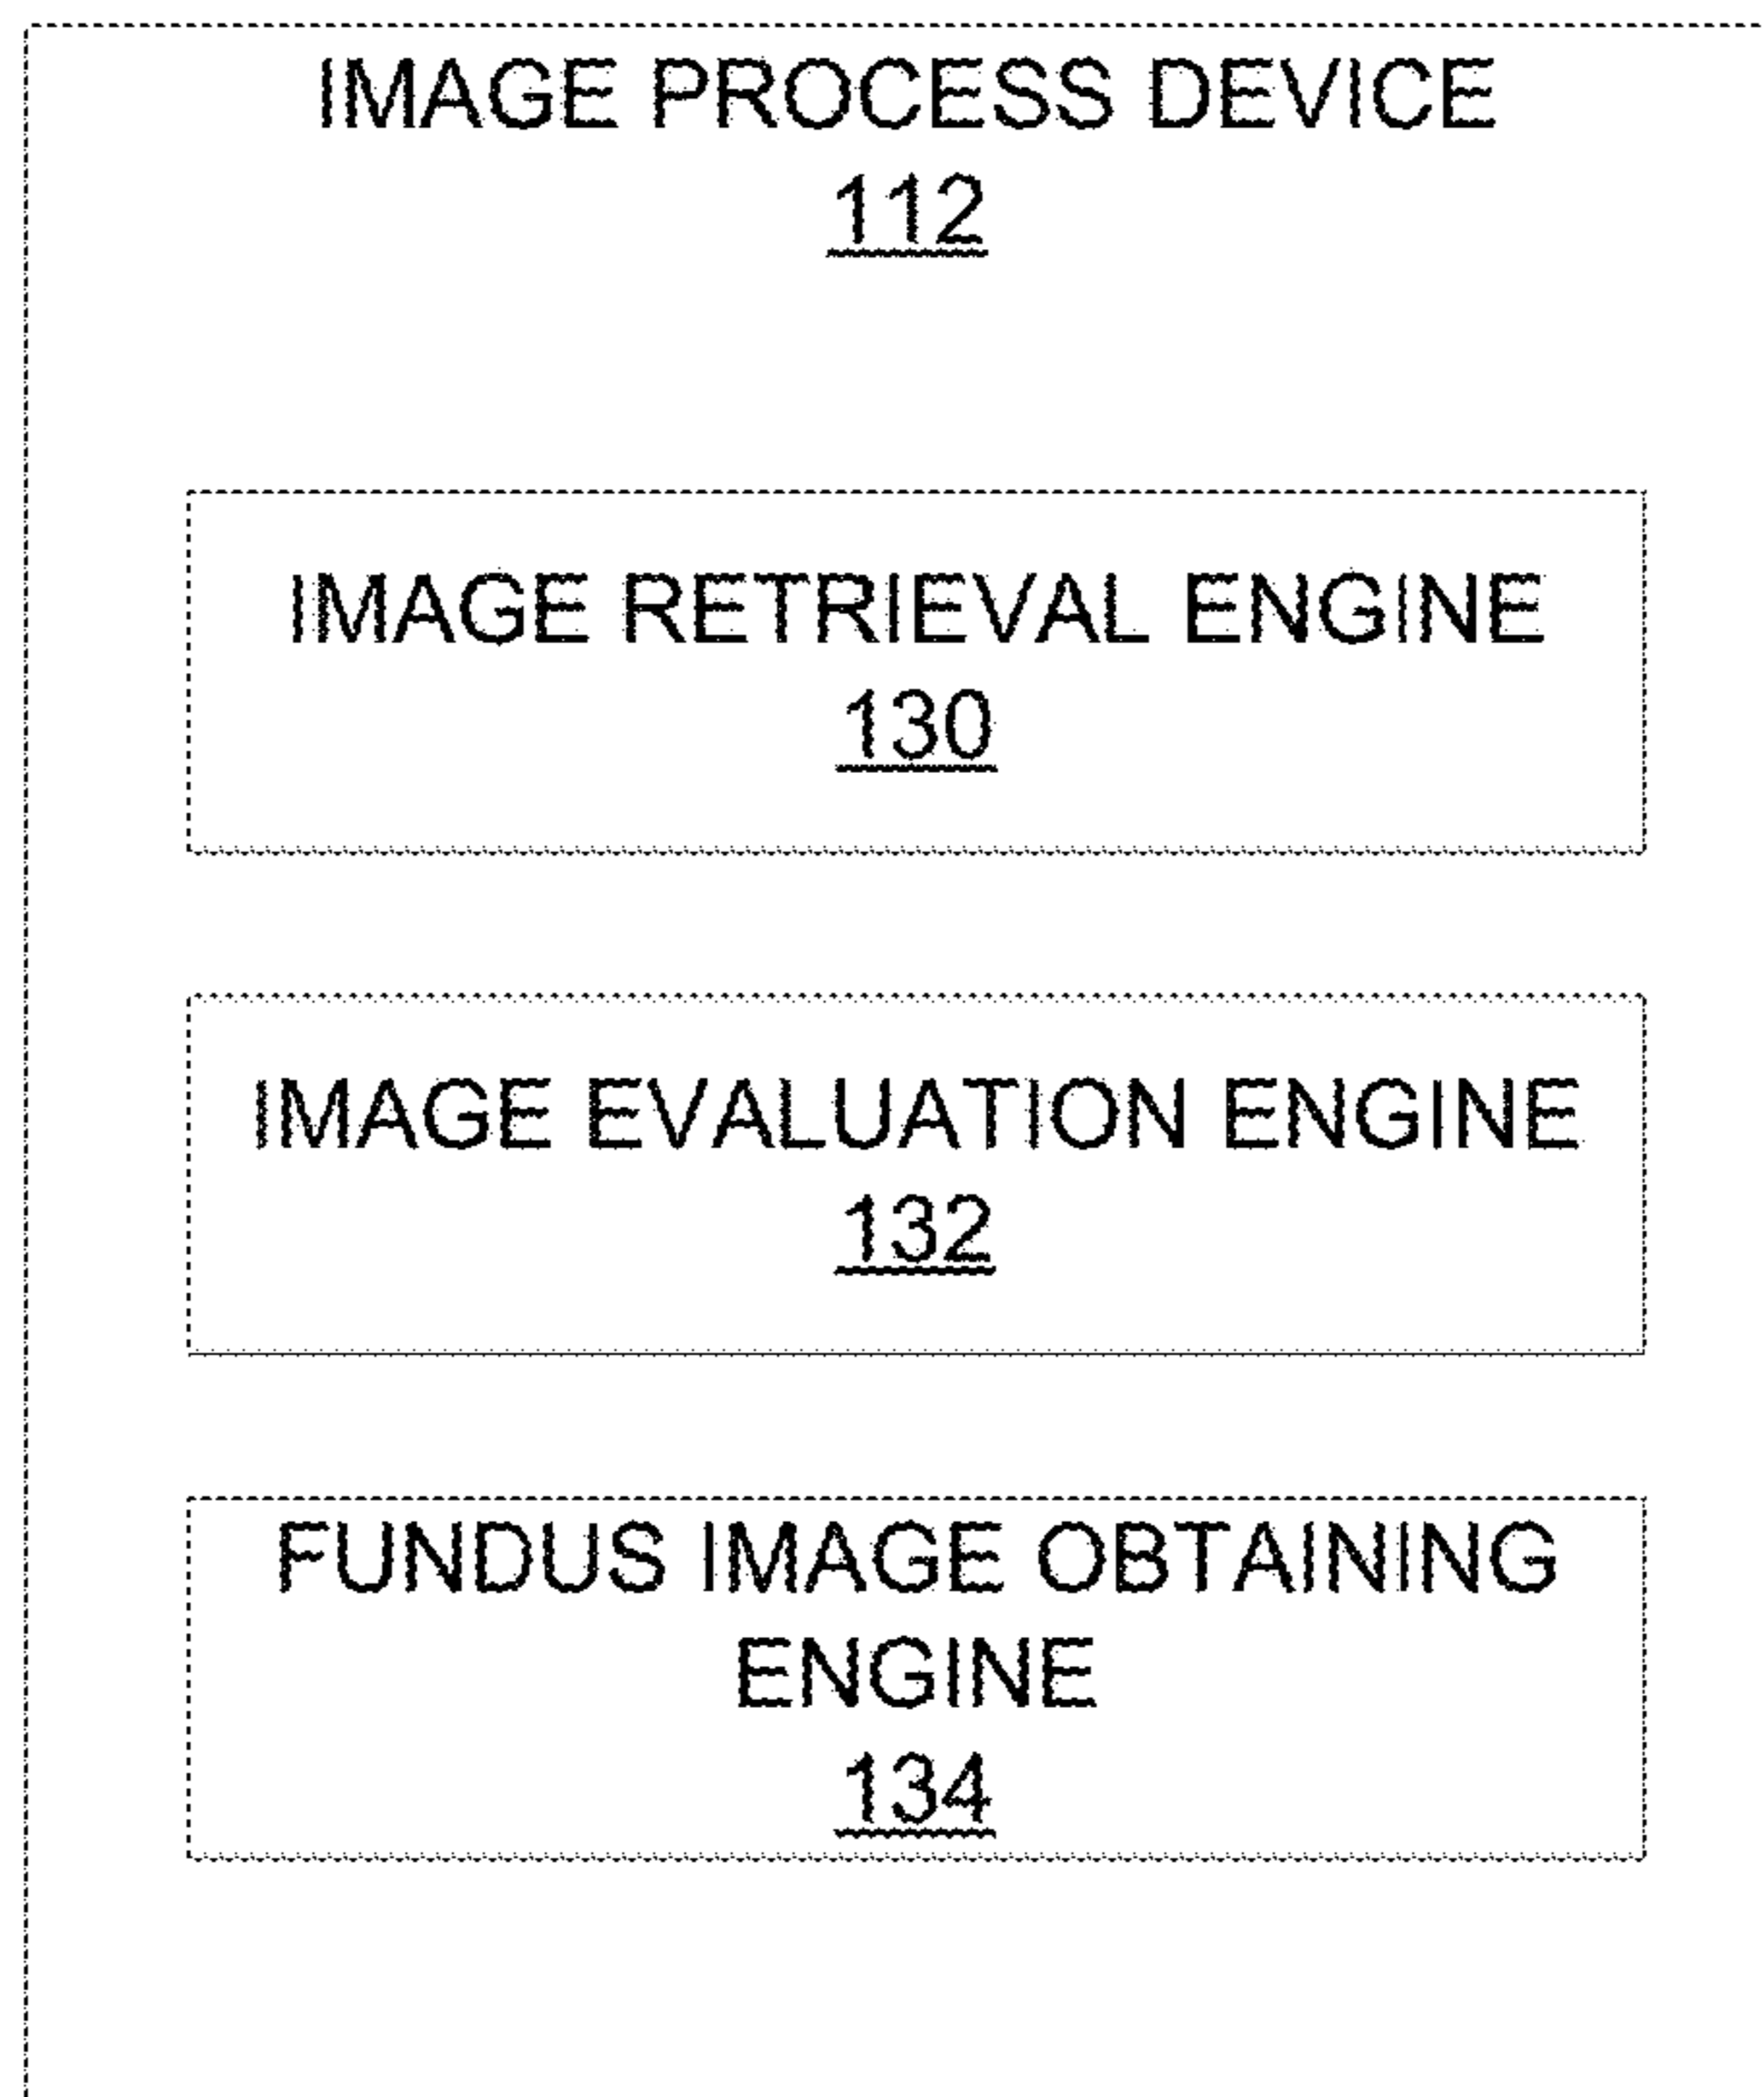 IMAGE PROCESS DEVICE
112
IMAGE RETRIEVAL ENGINE
130
IMAGE EVALUATION ENGINE
132
FUNDUS IMAGE OBTAINING
ENGINE
134